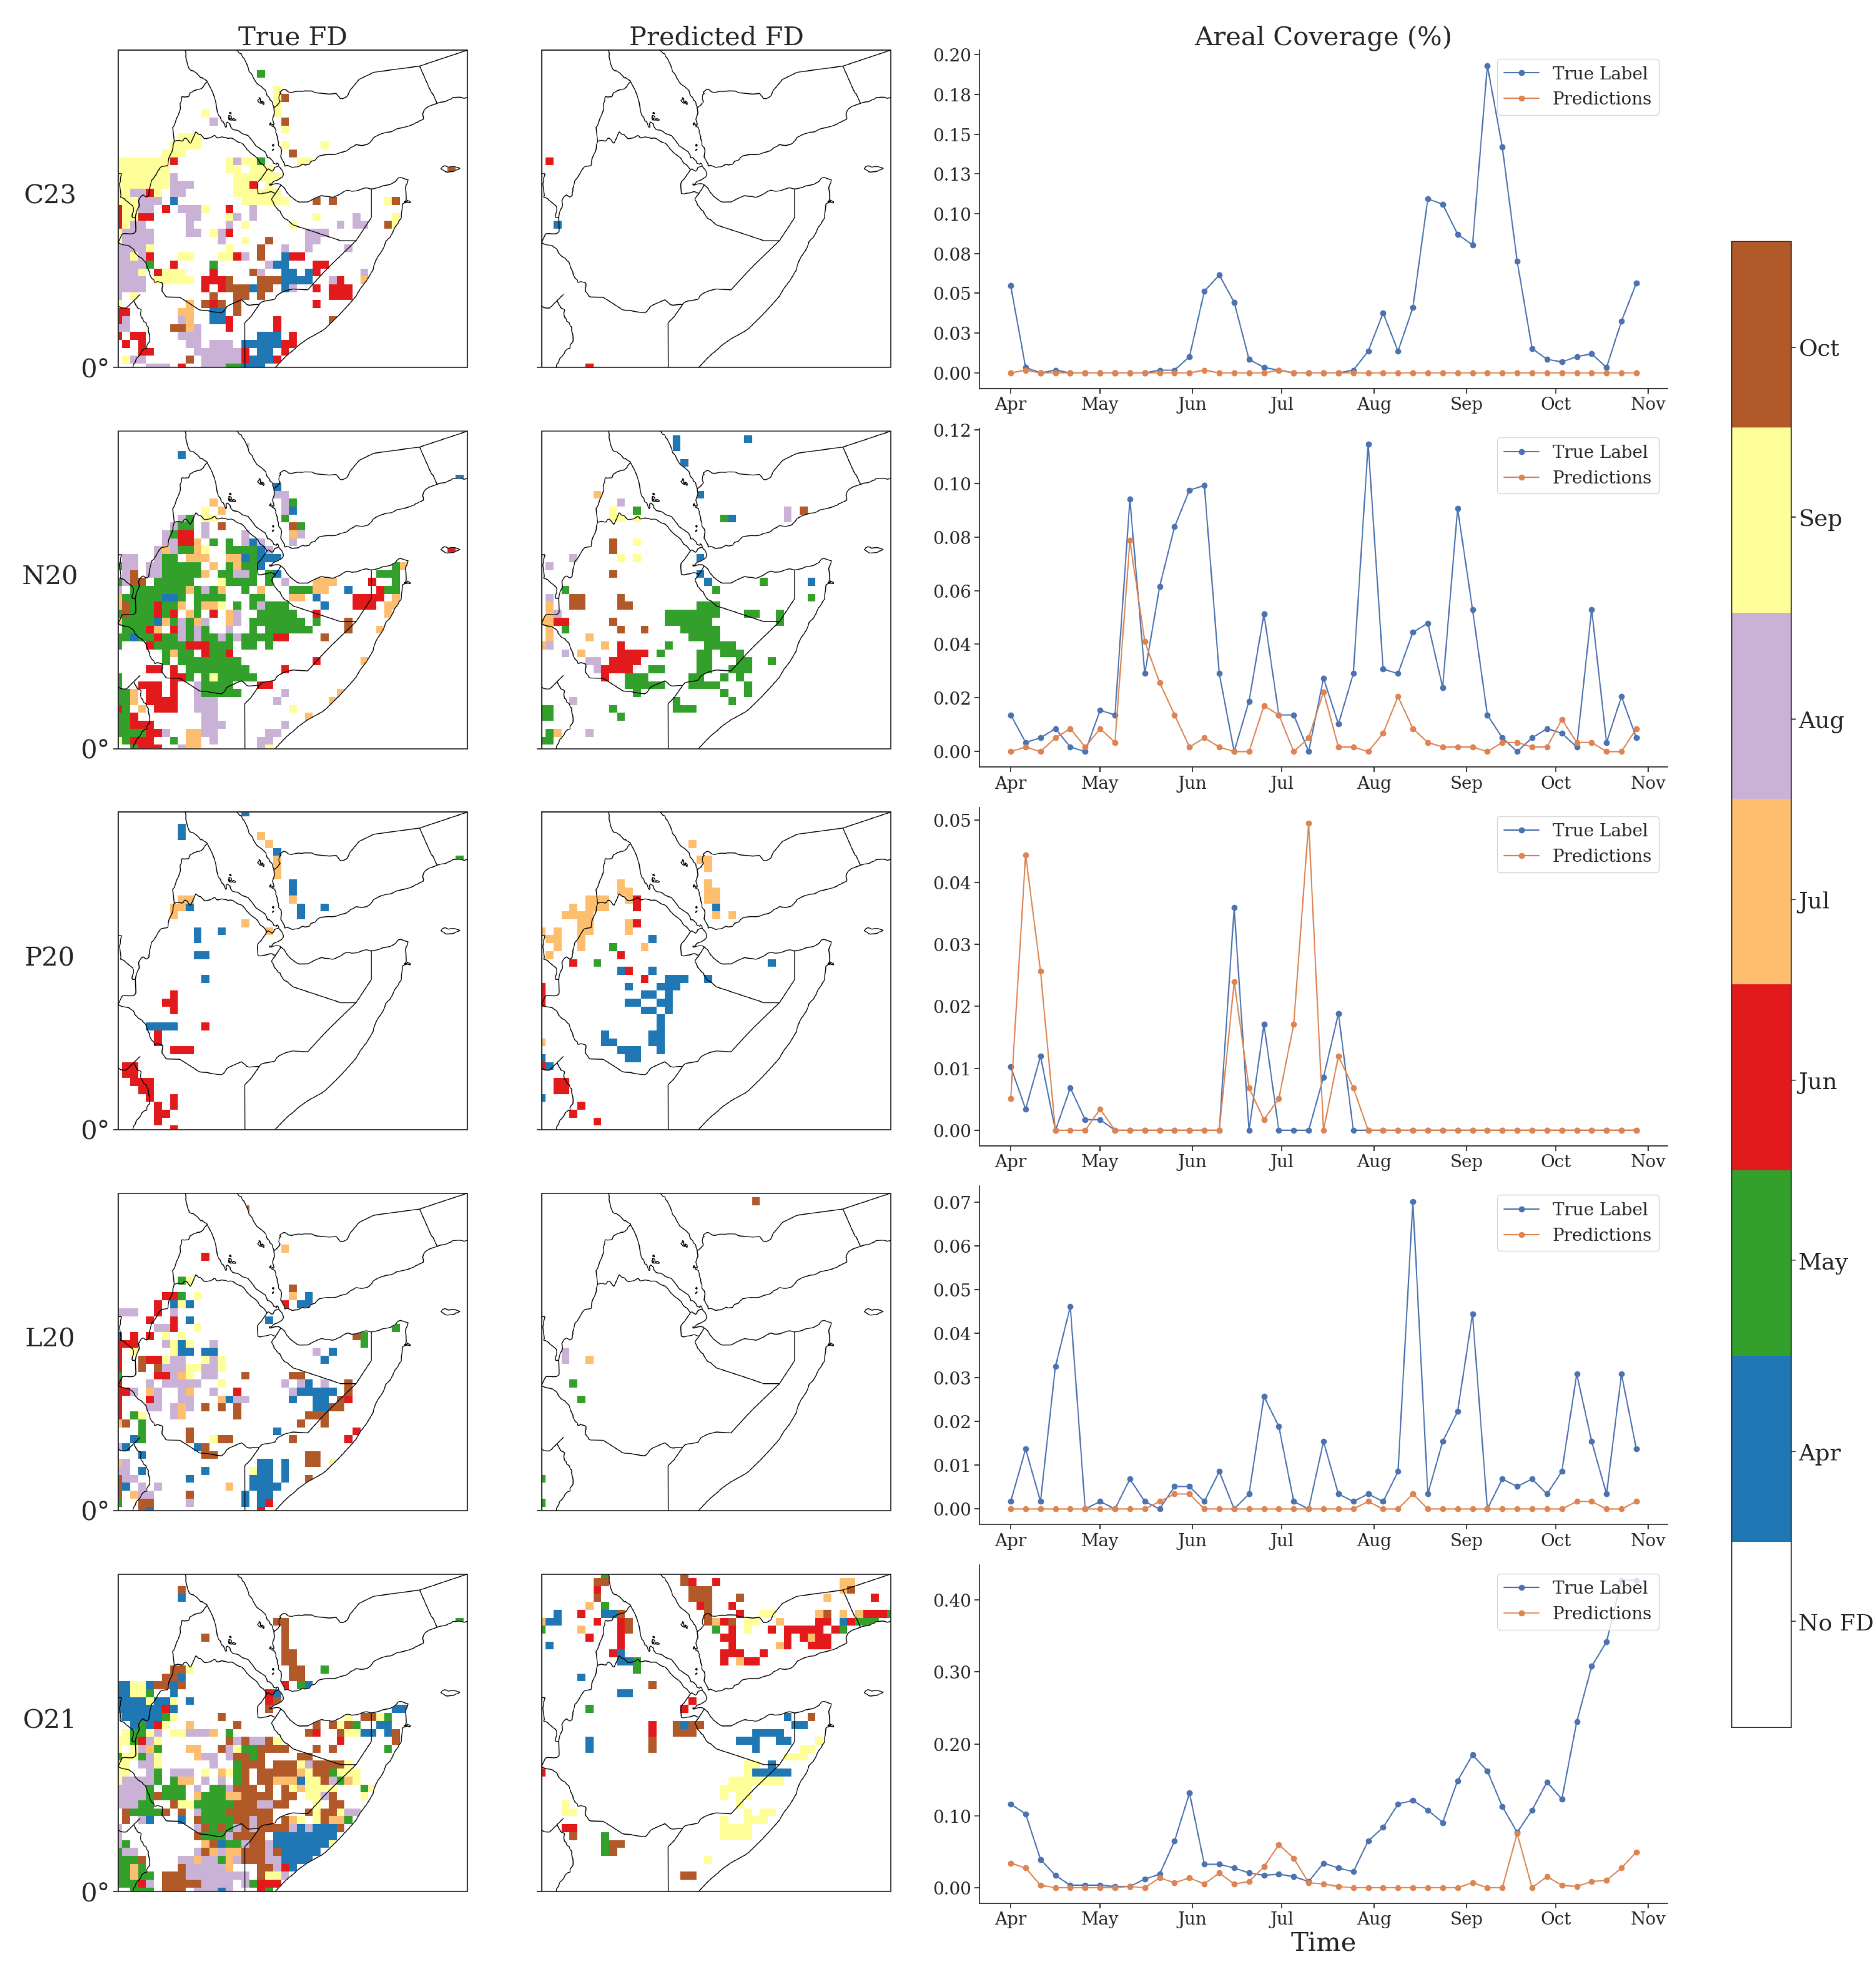 True FD
Predicted FD
Areal Coverage (%)
C23
0°
0.20
0.18
0.15
0.13
0.10
0.08
0.05
0.03
0.00
True Label
Predictions
Apr May Jun Jul Aug Sep Oct Nov
N20
0°
0.12
0.10
0.08
0.06
0.04
0.02
0.00
True Label
Predictions
Apr May Jun Jul Aug Sep Oct Nov
P20
0°
0.05
0.04
0.03
0.02
0.01
0.00
True Label
Predictions
Apr May Jun Jul Aug Sep Oct Nov
L20
0°
0.07
0.06
0.05
0.04
0.03
0.02
0.01
0.00
True Label
Predictions
Apr May Jun Jul Aug Sep Oct Nov
O21
0°
0.40
0.30
0.20
0.10
0.00
True Label
Predictions
Apr May Jun Jul Aug Sep Oct Nov
Time
Oct
Sep
Aug
Jul
Jun
May
Apr
No FD